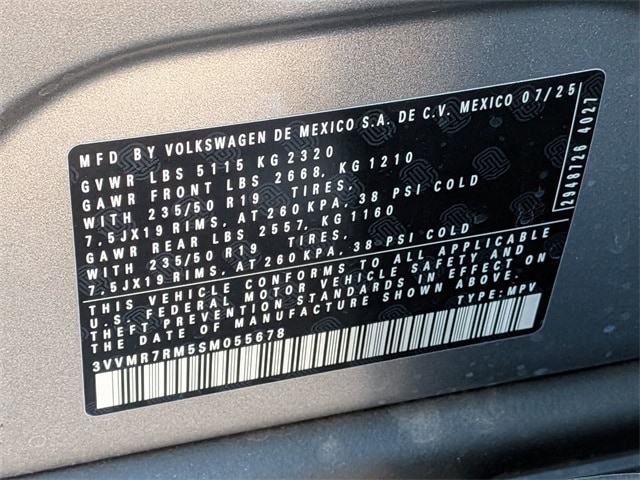 MFD BY VOLKSWAGEN DE MEXICO S.A. DE C.V. MEXICO 07/25
GVWR LBS 5115 KG 2320
GAWR FRONT LBS 2668, KG 1210
WITH 235/50 R19 TIRES,
7,5JX19 RIMS, AT 260 KPA, 38 PSI COLD
GAWR REAR LBS 2557, KG 1160
WITH 235/50 R19 TIRES,
7,5JX19 RIMS, AT 260 KPA, 38 PSI COLD
THIS VEHICLE CONFORMS TO ALL APPLICABLE
U.S. FEDERAL MOTOR VEHICLE SAFETY AND
THEFT PREVENTION STANDARDS IN EFFECT ON
THE DATE OF MANUFACTURE SHOWN ABOVE.
3VVMR7RM5SM055678 TYPE: MPV
2948726 4027